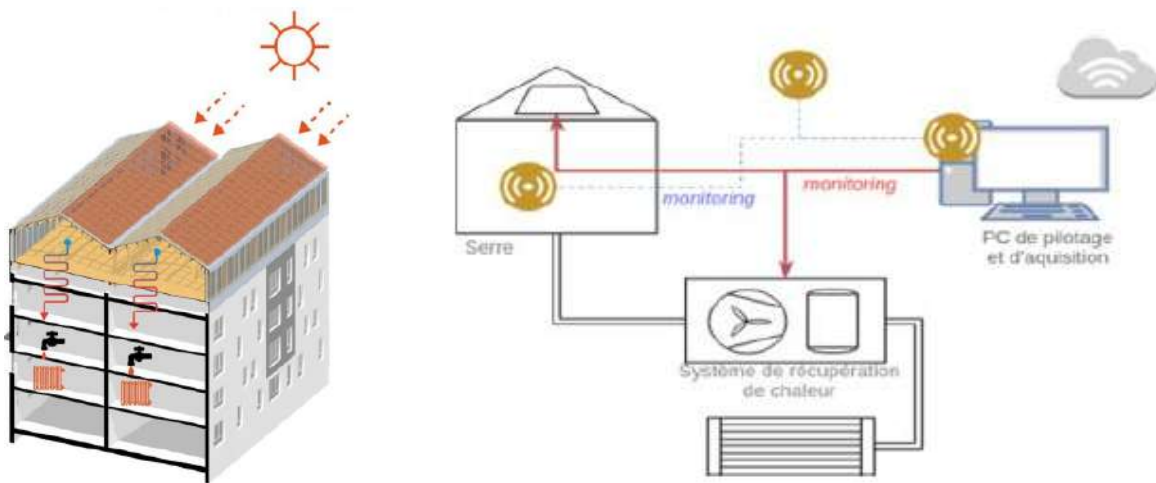 monitoring
monitoring
Serre
PC de pilotage
et d'aquisition
Système de récupération
de chaleur